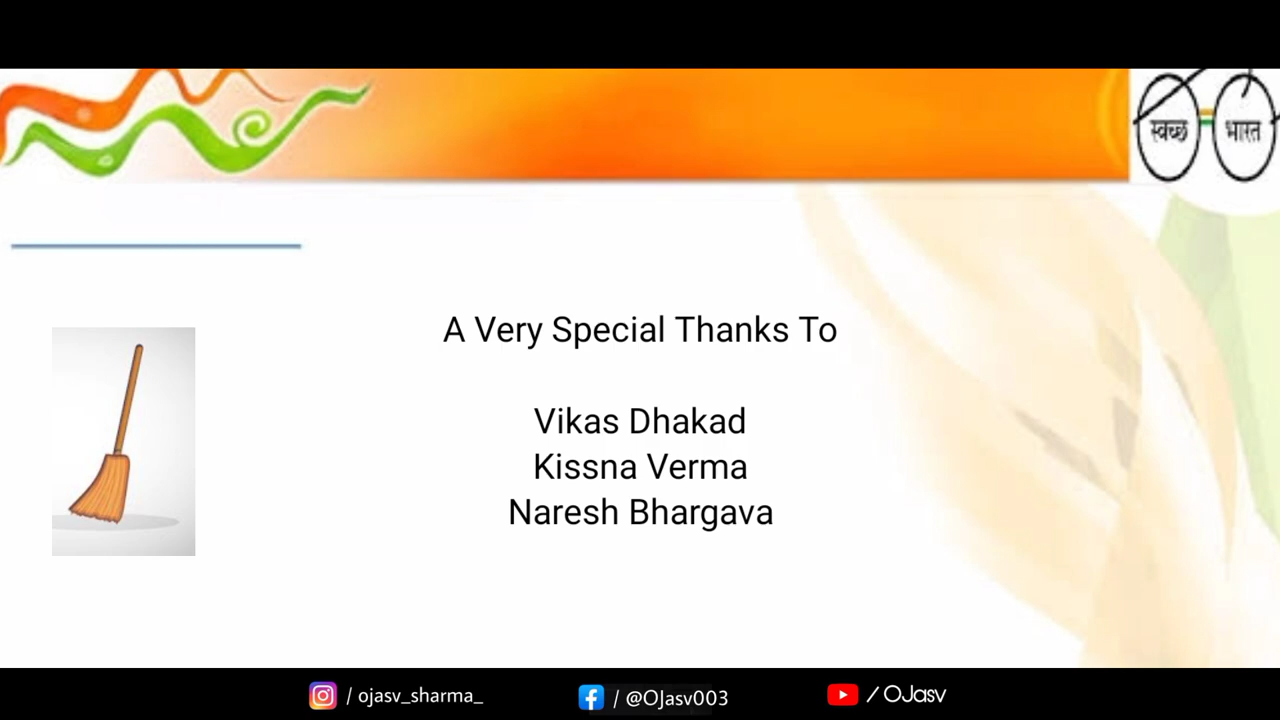 स्वच्छ भारत
A Very Special Thanks To
Vikas Dhakad
Kissna Verma
Naresh Bhargava
/ ojasv_sharma_
/ @OJasv003
/ OJasv